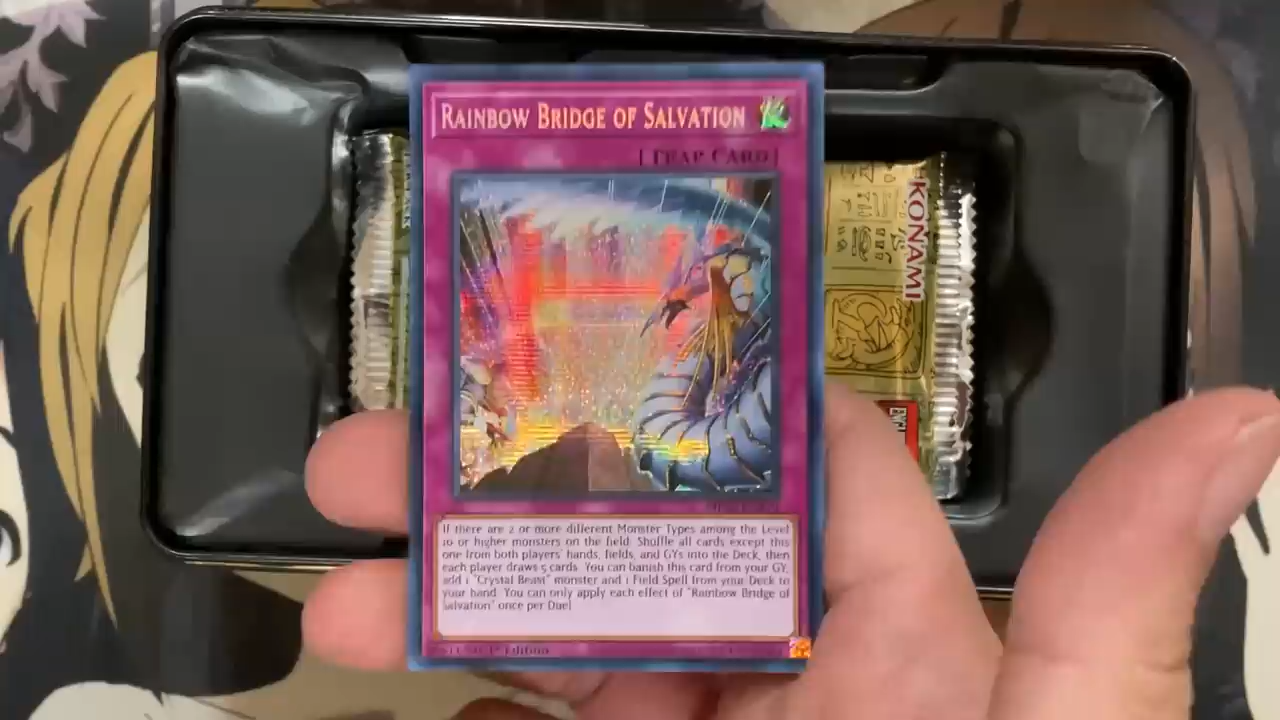 RAINBOW BRIDGE OF SALVATION
[TRAP CARD]
KONAMI
If there are 2 or more different Monster Types among the Level
10 or higher monsters on the field: Shuffle all cards except this
one from both players' hands, fields, and GYs into the Deck, then
each player draws 5 cards. You can banish this card from your GY;
add 1 "Crystal Beast" monster and 1 Field Spell from your Deck to
your hand. You can only apply each effect of "Rainbow Bridge of
Salvation" once per Duel.
1st Edition